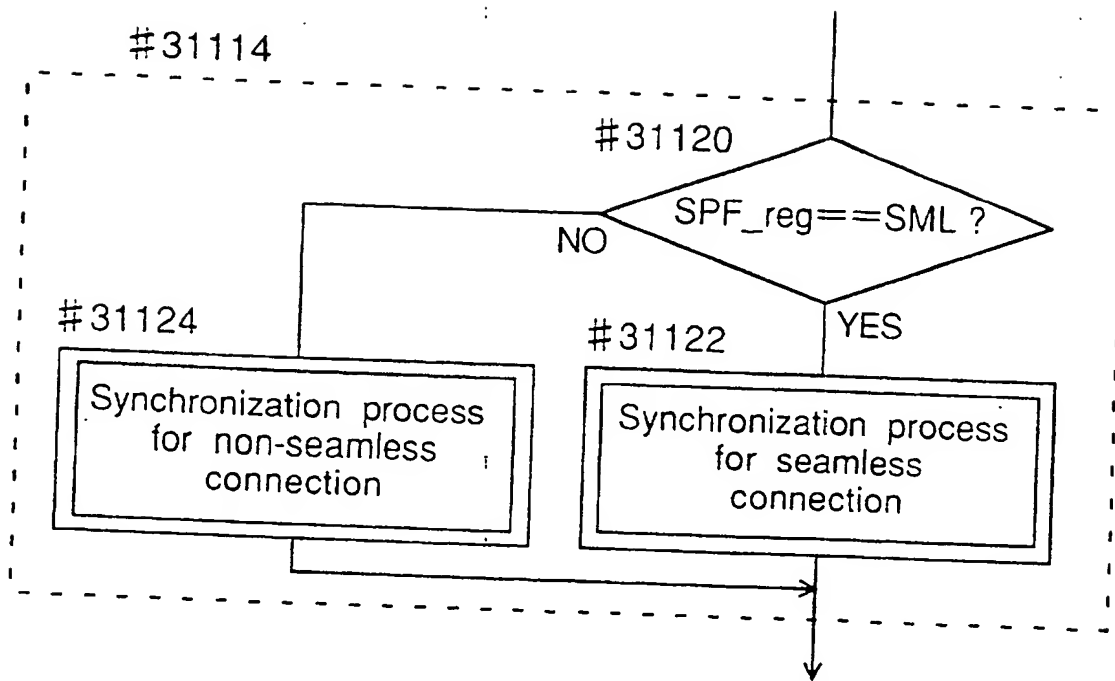 #31114
#31120
SPF_reg==SML ?
NO
YES
#31124
Synchronization process
for non-seamless
connection
#31122
Synchronization process
for seamless
connection